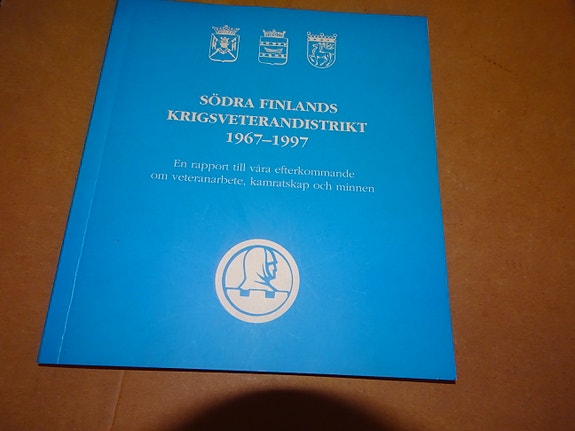 SÖDRA FINLANDS
KRIGSVETERANDISTRIKT
1967–1997
En rapport till våra efterkommande
om veteranarbete, kamratskap och minnen